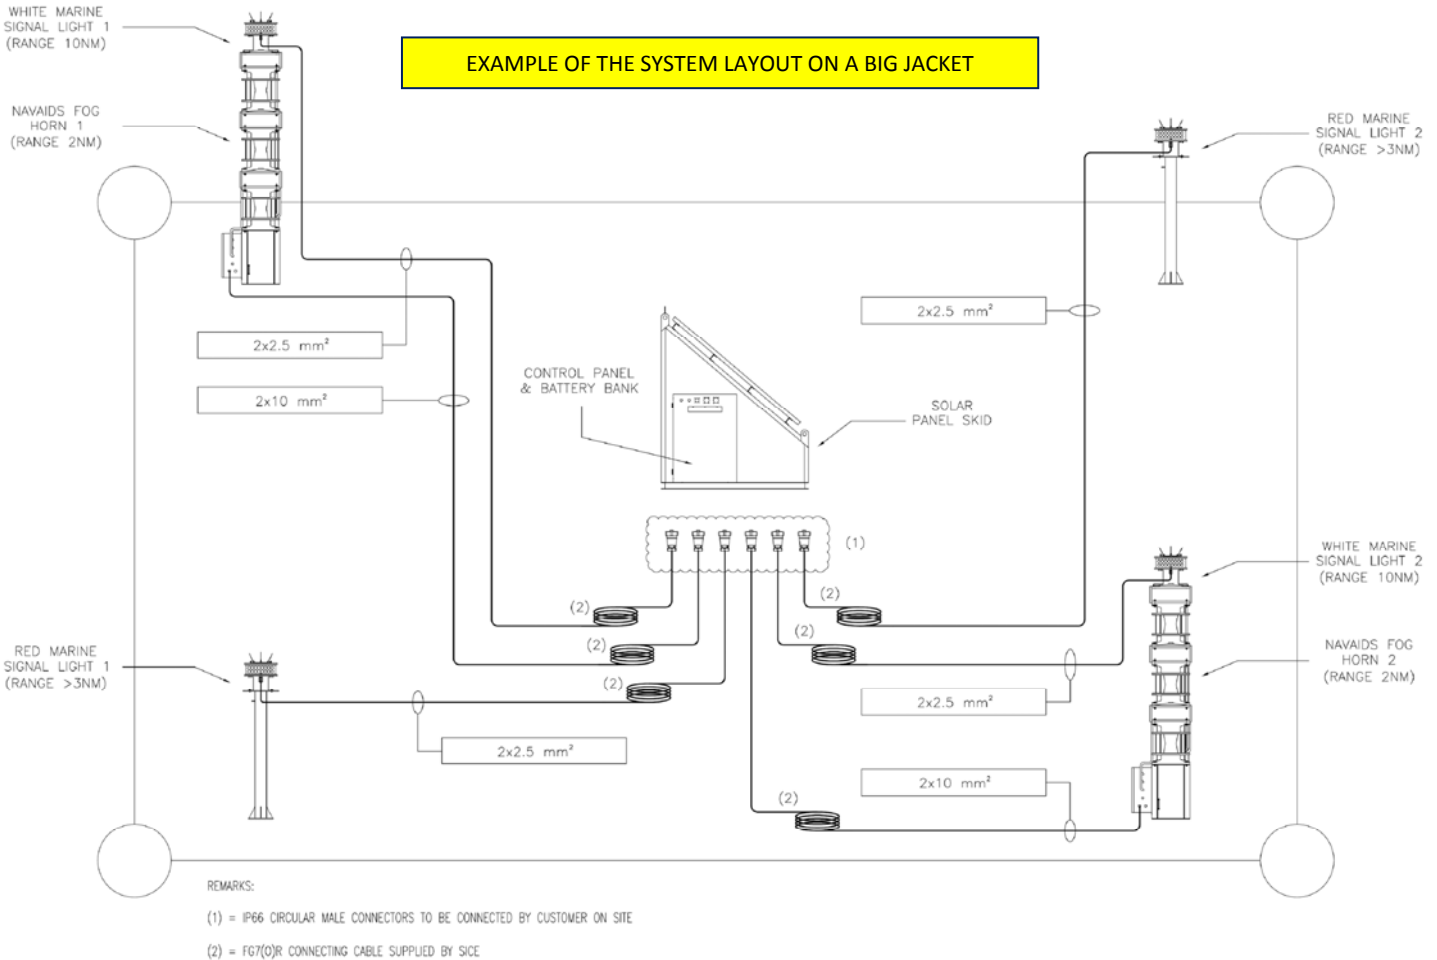 WHITE MARINE
SIGNAL LIGHT 1
(RANGE 10NM)
EXAMPLE OF THE SYSTEM LAYOUT ON A BIG JACKET
NAVAIDS FOG
HORN 1
(RANGE 2NM)
RED MARINE
SIGNAL LIGHT 2
(RANGE >3NM)
2x2.5 mm²
2x2.5 mm²
2x10 mm²
CONTROL PANEL
& BATTERY BANK
SOLAR
PANEL SKID
(1)
WHITE MARINE
SIGNAL LIGHT 2
(RANGE 10NM)
(2)
(2)
(2)
(2)
(2)
RED MARINE
SIGNAL LIGHT 1
(RANGE >3NM)
NAVAIDS FOG
HORN 2
(RANGE 2NM)
2x2.5 mm²
2x2.5 mm²
2x10 mm²
(2)
REMARKS:
(1) = IP66 CIRCULAR MALE CONNECTORS TO BE CONNECTED BY CUSTOMER ON SITE
(2) = FG7(O)R CONNECTING CABLE SUPPLIED BY SICE